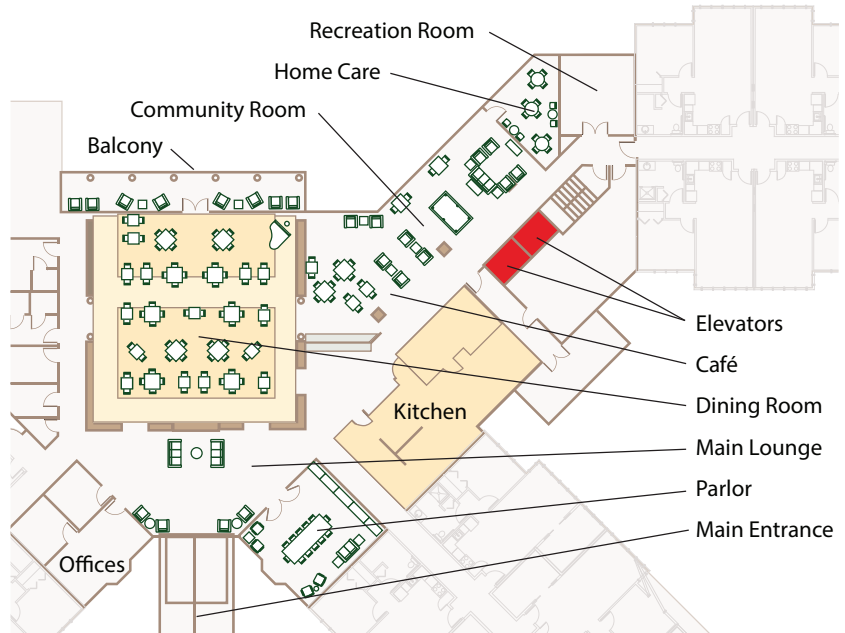 Recreation Room
Home Care
Community Room
Balcony
Elevators
Café
Dining Room
Kitchen
Main Lounge
Parlor
Main Entrance
Offices